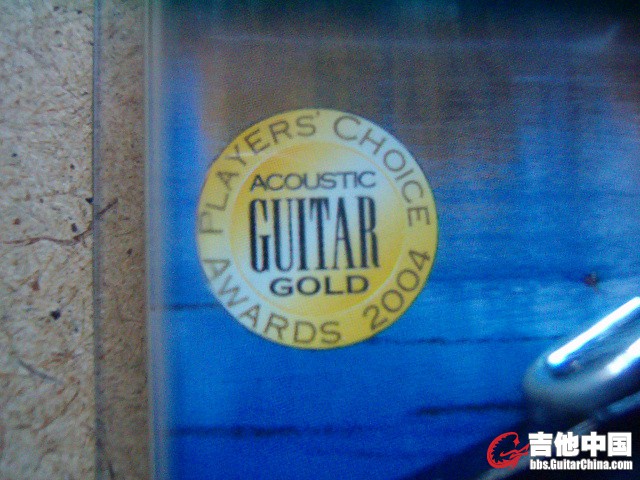 PLAYERS' CHOICE
ACOUSTIC
GUITAR
GOLD
AWARDS 2004
吉他中国
bbs.GuitarChina.com